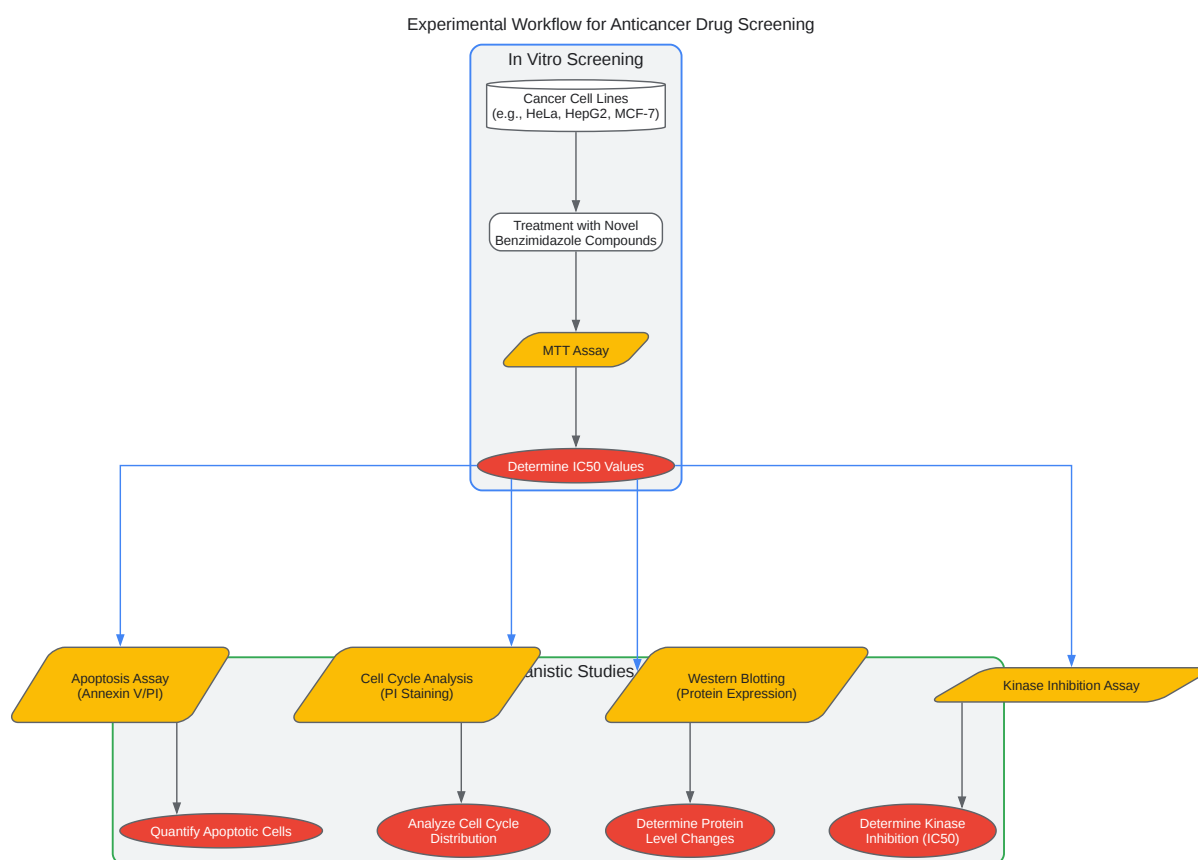 Experimental Workflow for Anticancer Drug Screening
In Vitro Screening
Cancer Cell Lines
(e.g., HeLa, HepG2, MCF-7)
Treatment with Novel
Benzimidazole Compounds
MTT Assay
Determine IC50 Values
anistic Studies
Apoptosis Assay
(Annexin V/PI)
Cell Cycle Analysis
(PI Staining)
Western Blotting
(Protein Expression)
Kinase Inhibition Assay
Quantify Apoptotic Cells
Analyze Cell Cycle
Distribution
Determine Protein
Level Changes
Determine Kinase
Inhibition (IC50)